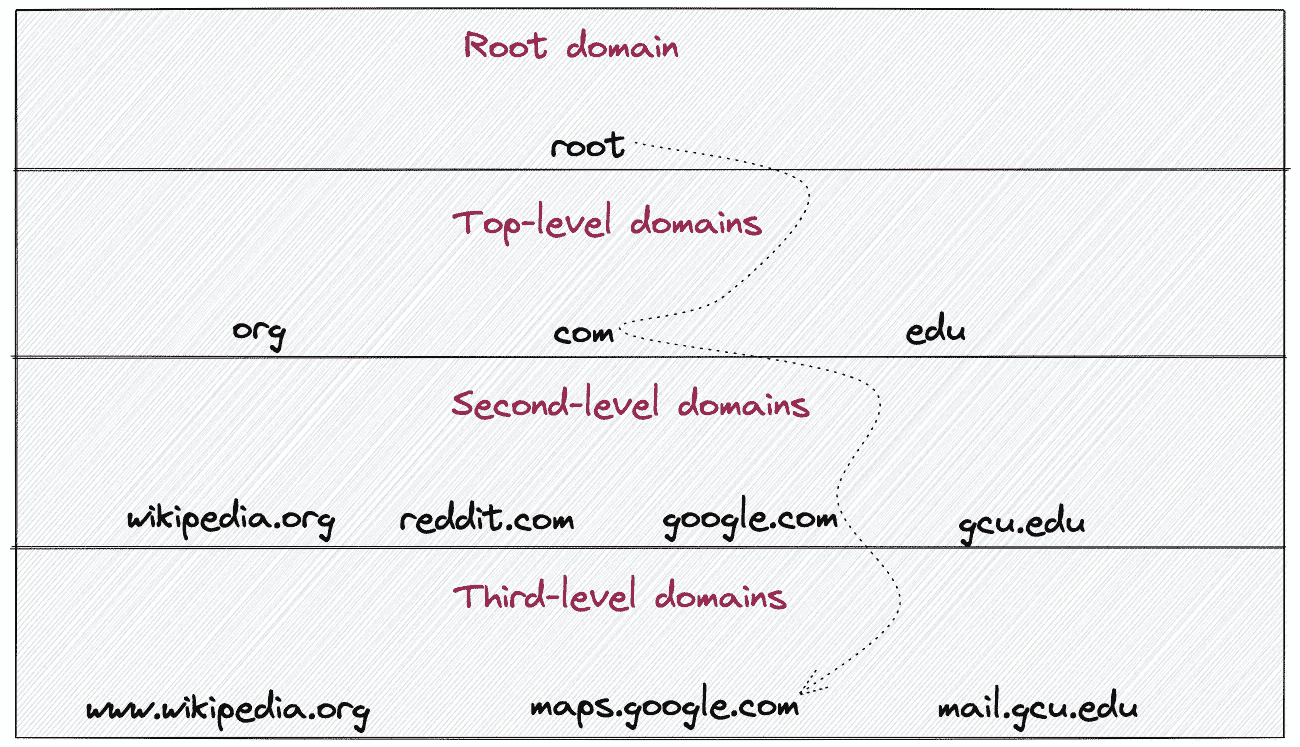 Root domain
root
Top-level domains
org com edu
Second-level domains
wikipedia.org reddit.com google.com gcu.edu
Third-level domains
www.wikipedia.org maps.google.com mail.gcu.edu